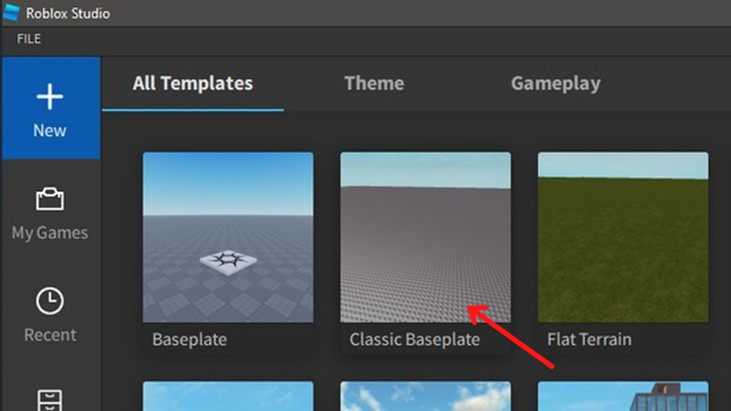 Roblox Studio
FILE
New
My Games
Recent
All Templates
Theme
Gameplay
Baseplate
Classic Baseplate
Flat Terrain